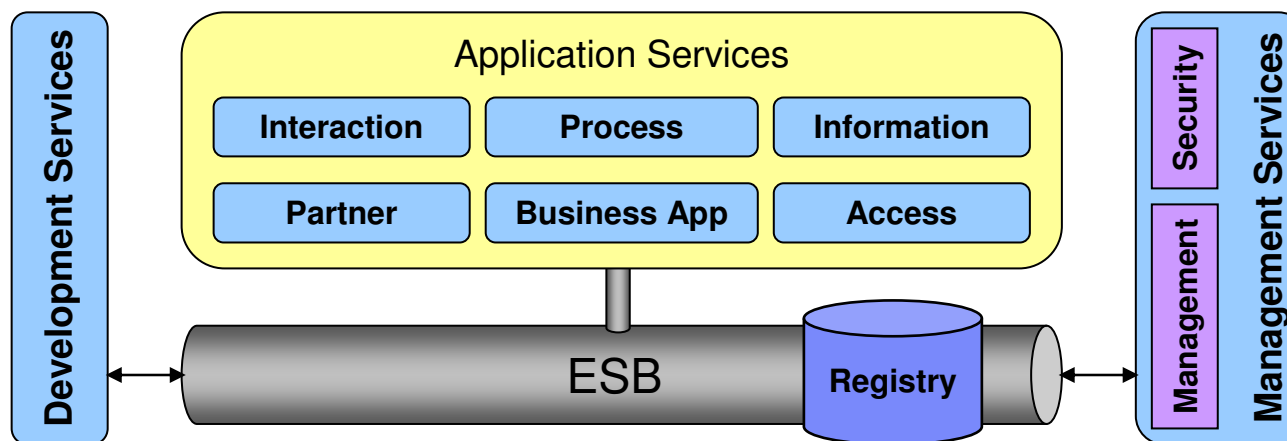 Development Services
Application Services
Interaction
Process
Information
Partner
Business App
Access
ESB
Registry
Security
Management
Management Services